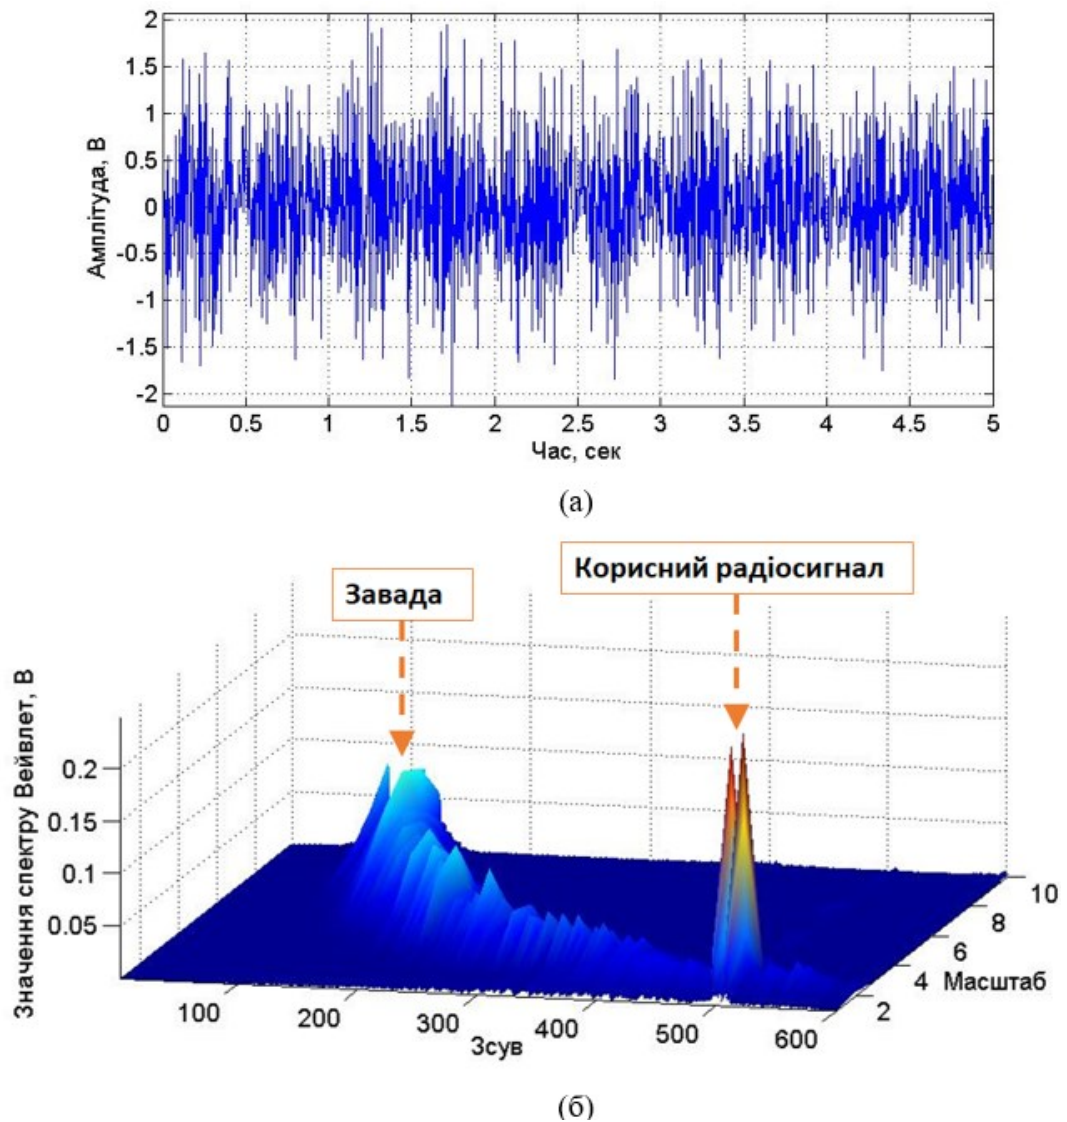 2
1.5
1
0.5
0
-0.5
-1
-1.5
-2
Амплітуда, В
0 0.5 1 1.5 2 2.5 3 3.5 4 4.5 5
Час, сек
(а)
Завада
Корисний радіосигнал
Значення спектру Вейвлет, В
0.2
0.15
0.1
0.05
100 200 300 400 500 600
Зсув
2 4 6 8 10
Масштаб
(б)